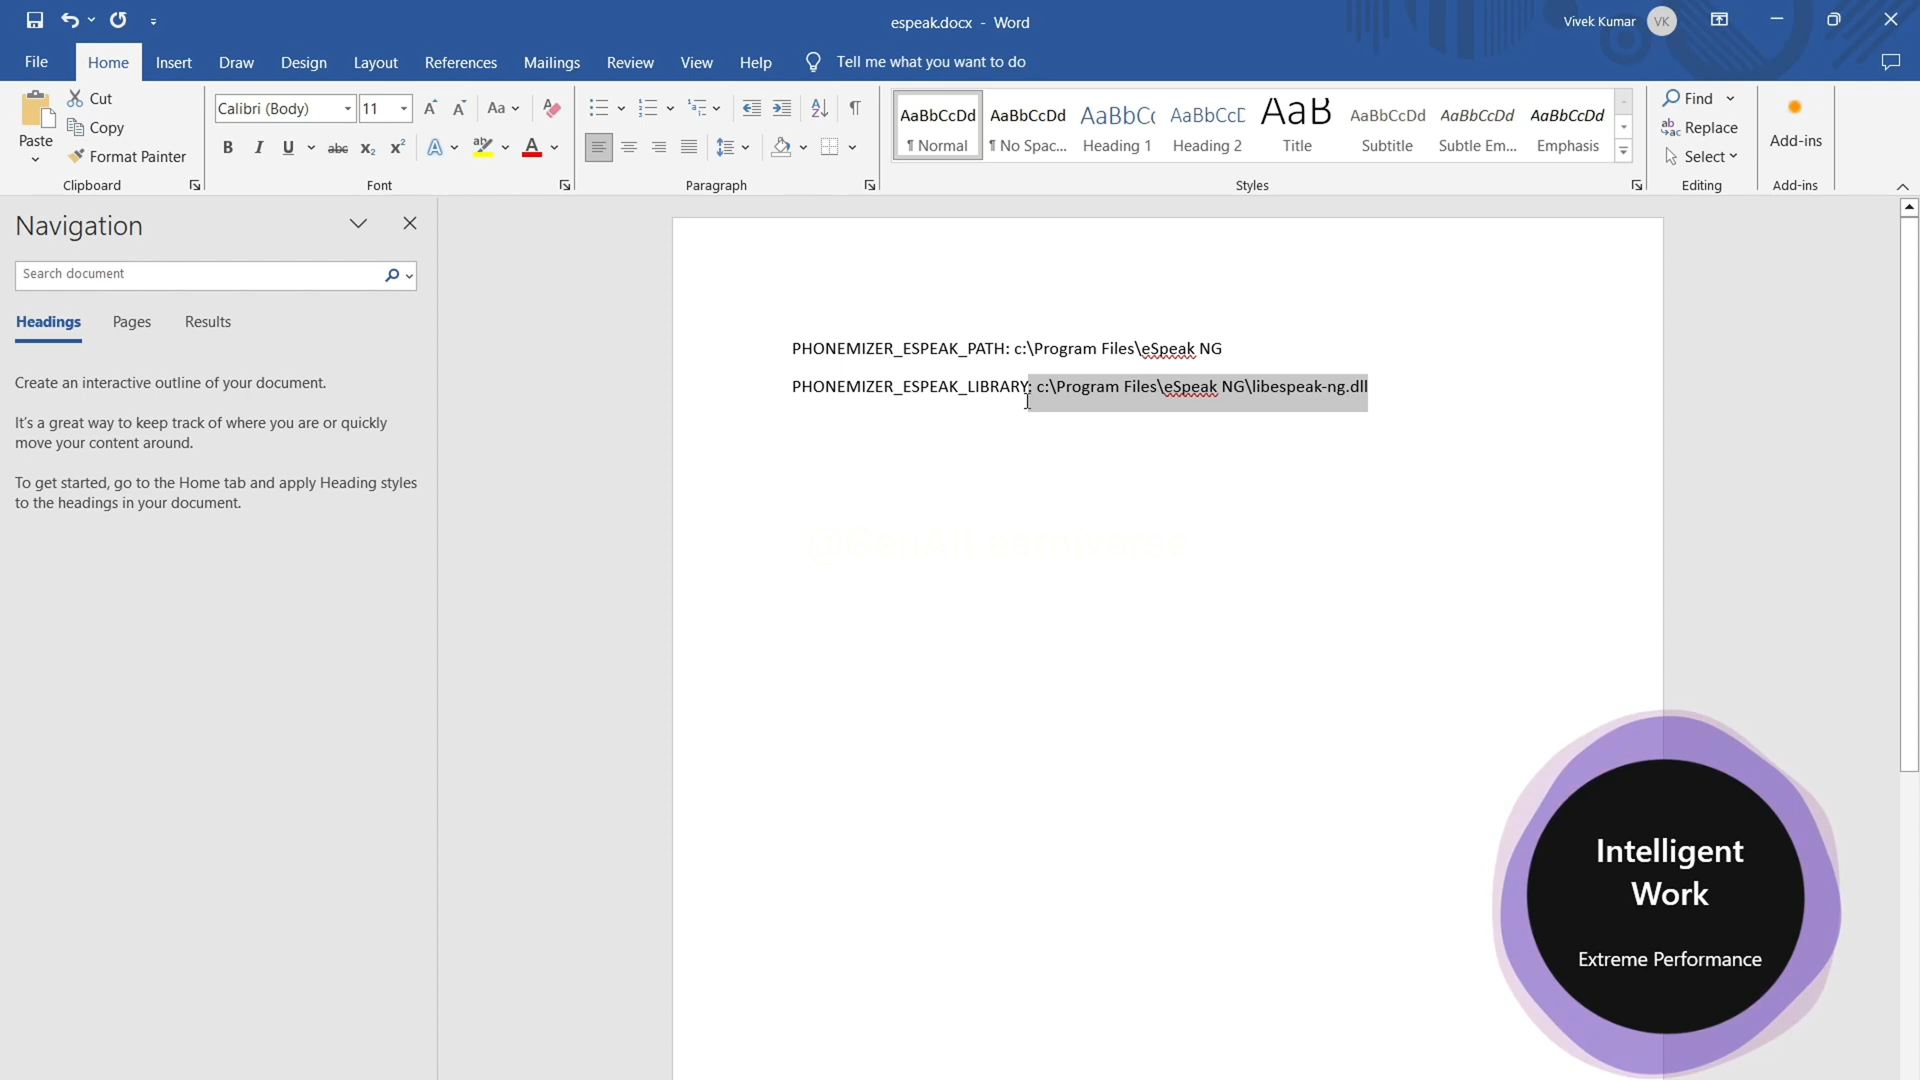 espeak.docx - Word
Vivek Kumar
VK
File
Home
Insert
Draw
Design
Layout
References
Mailings
Review
View
Help
Tell me what you want to do
Paste
Cut
Copy
Format Painter
Clipboard
Calibri (Body)
11
Aa
B I U abc x₂ x²
A
A
Font
Paragraph
AaBbCcDd
¶ Normal
AaBbCcDd
¶ No Spac...
AaBbCc
Heading 1
AaBbCcD
Heading 2
AaB
Title
AaBbCcDd
Subtitle
AaBbCcDd
Subtle Em...
AaBbCcDd
Emphasis
Styles
Find
Replace
Select
Editing
Add-ins
Add-ins
Navigation
Search document
Headings
Pages
Results
Create an interactive outline of your document.
It's a great way to keep track of where you are or quickly
move your content around.
To get started, go to the Home tab and apply Heading styles
to the headings in your document.
PHONEMIZER_ESPEAK_PATH: c:\Program Files\eSpeak NG
PHONEMIZER_ESPEAK_LIBRARY: c:\Program Files\eSpeak NG\libespeak-ng.dll
Intelligent
Work
Extreme Performance